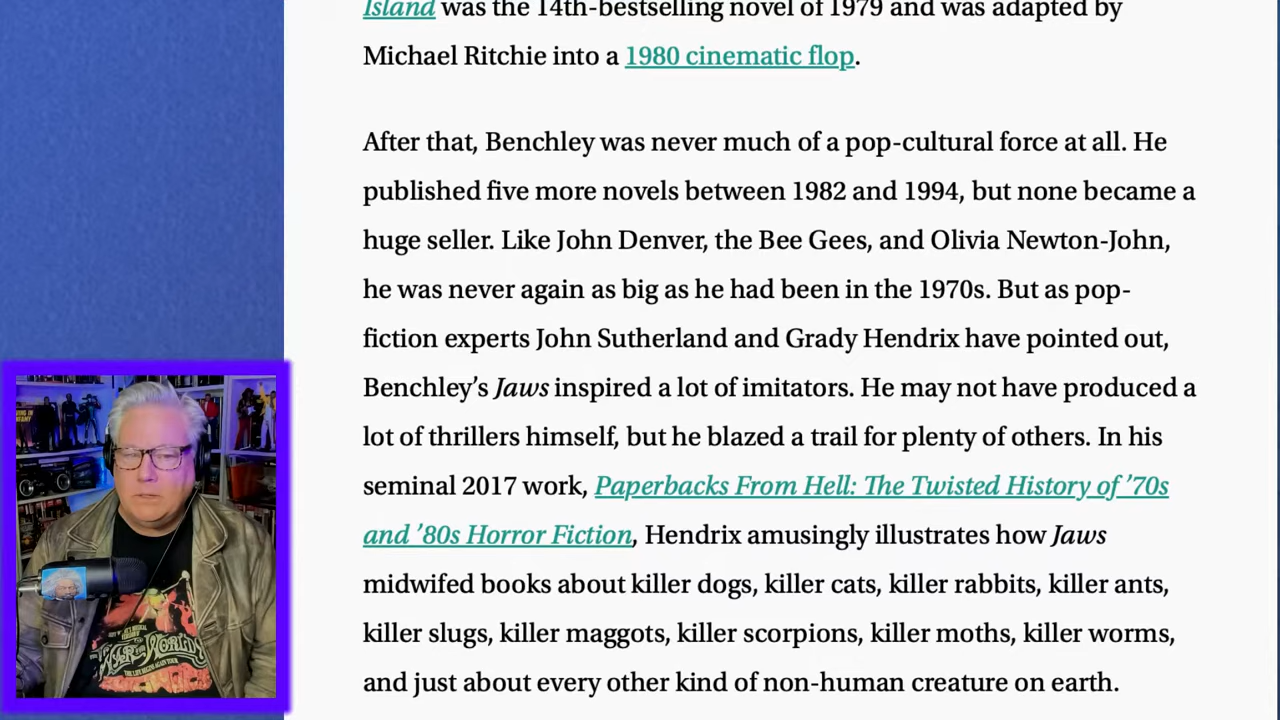 Island was the 14th-bestselling novel of 1979 and was adapted by
Michael Ritchie into a 1980 cinematic flop.
After that, Benchley was never much of a pop-cultural force at all. He
published five more novels between 1982 and 1994, but none became a
huge seller. Like John Denver, the Bee Gees, and Olivia Newton-John,
he was never again as big as he had been in the 1970s. But as pop-
fiction experts John Sutherland and Grady Hendrix have pointed out,
Benchley’s Jaws inspired a lot of imitators. He may not have produced a
lot of thrillers himself, but he blazed a trail for plenty of others. In his
seminal 2017 work, Paperbacks From Hell: The Twisted History of ’70s
and ’80s Horror Fiction, Hendrix amusingly illustrates how Jaws
midwifed books about killer dogs, killer cats, killer rabbits, killer ants,
killer slugs, killer maggots, killer scorpions, killer moths, killer worms,
and just about every other kind of non-human creature on earth.